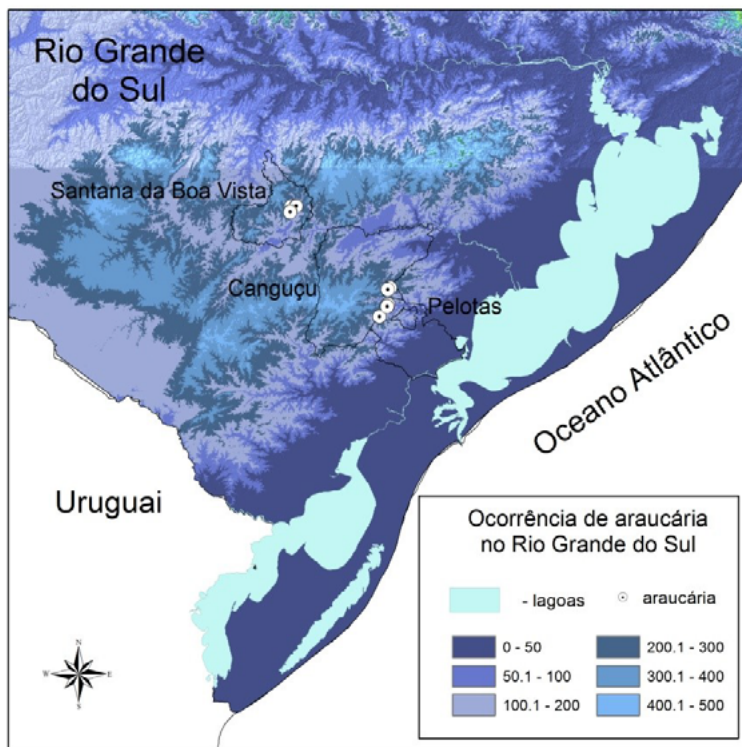 Rio Grande
do Sul
Santana da Boa Vista
Canguçu
Pelotas
Oceano Atlântico
Uruguai
Ocorrência de araucária
no Rio Grande do Sul
- lagoas
araucária
0 - 50
200.1 - 300
50.1 - 100
300.1 - 400
100.1 - 200
400.1 - 500
N
W
E
S